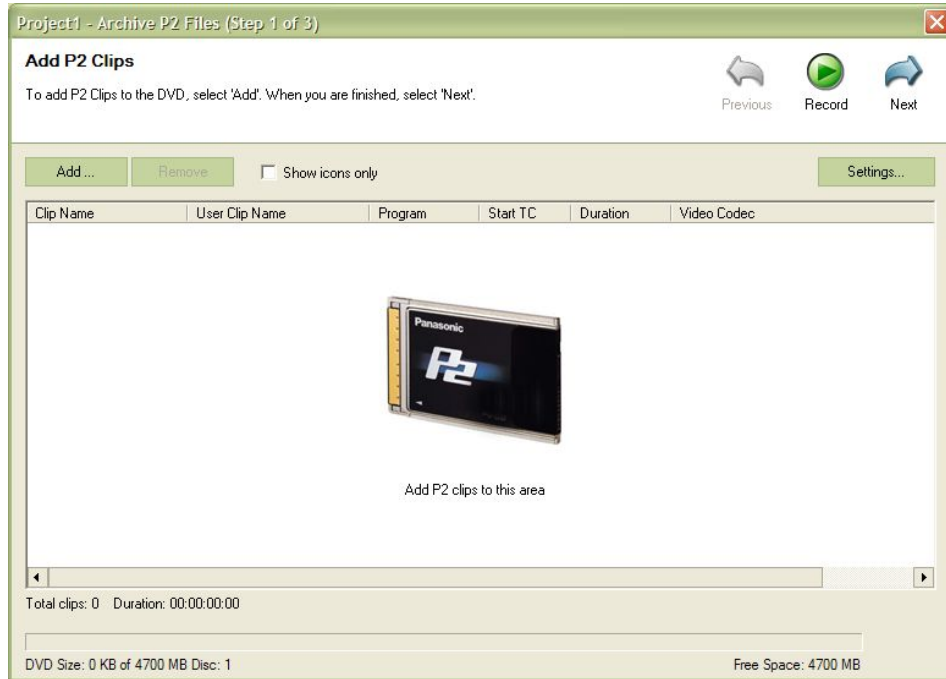 Project1 - Archive P2 Files (Step 1 of 3)
Add P2 Clips
To add P2 Clips to the DVD, select 'Add'. When you are finished, select 'Next'.
Previous Record Next
Add ... Remove Show icons only Settings...
Clip Name User Clip Name Program Start TC Duration Video Codec
Panasonic
P2
Add P2 clips to this area
Total clips: 0 Duration: 00:00:00:00
DVD Size: 0 KB of 4700 MB Disc: 1 Free Space: 4700 MB